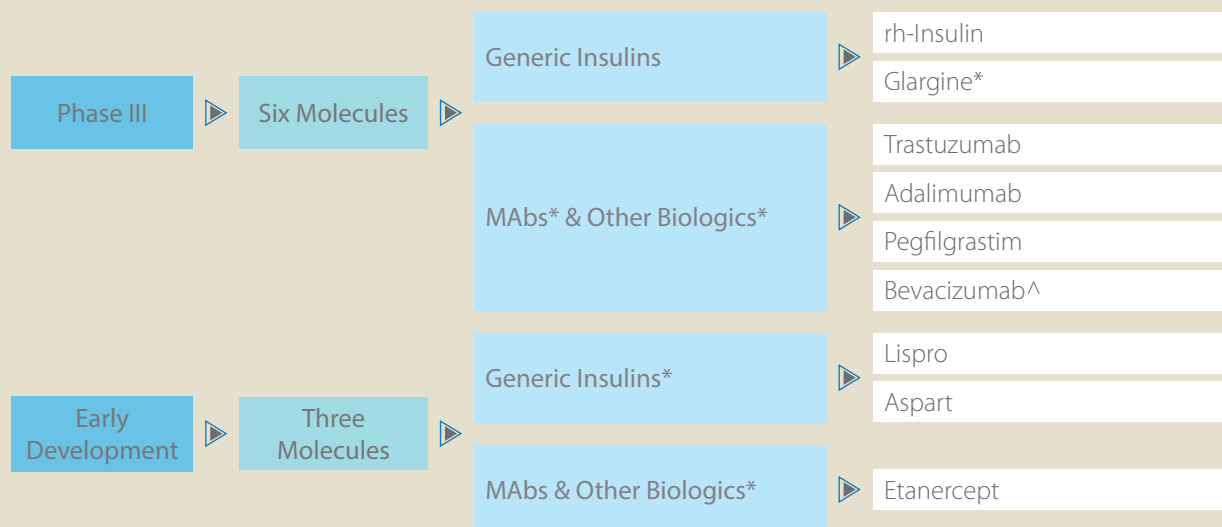 Phase III
Six Molecules
Generic Insulins
rh-Insulin
Glargine*
MAbs* & Other Biologics*
Trastuzumab
Adalimumab
Pegfilgrastim
Bevacizumab^
Early
Development
Three
Molecules
Generic Insulins*
Lispro
Aspart
MAbs & Other Biologics*
Etanercept